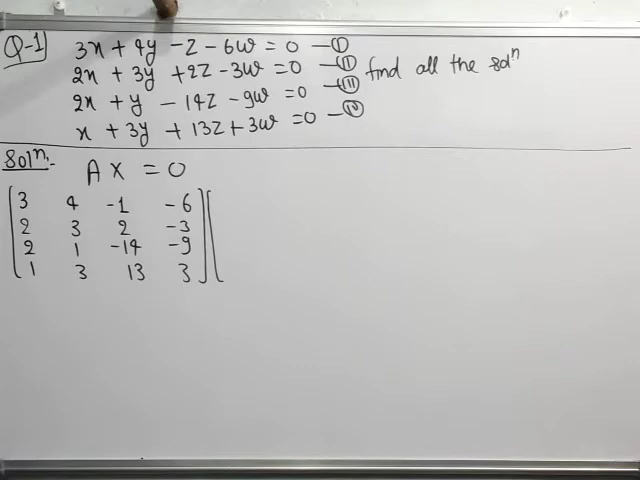 Q-1 3x + 4y - z - 6w = 0 — (I)
2x + 3y + 2z - 3w = 0 — (II) find all the solⁿ
2x + y - 14z - 9w = 0 — (III)
x + 3y + 13z + 3w = 0 — (IV)
Solⁿ:- A X = 0
[ 3 4 -1 -6 ] [
2 3 2 -3
2 1 -14 -9
1 3 13 3